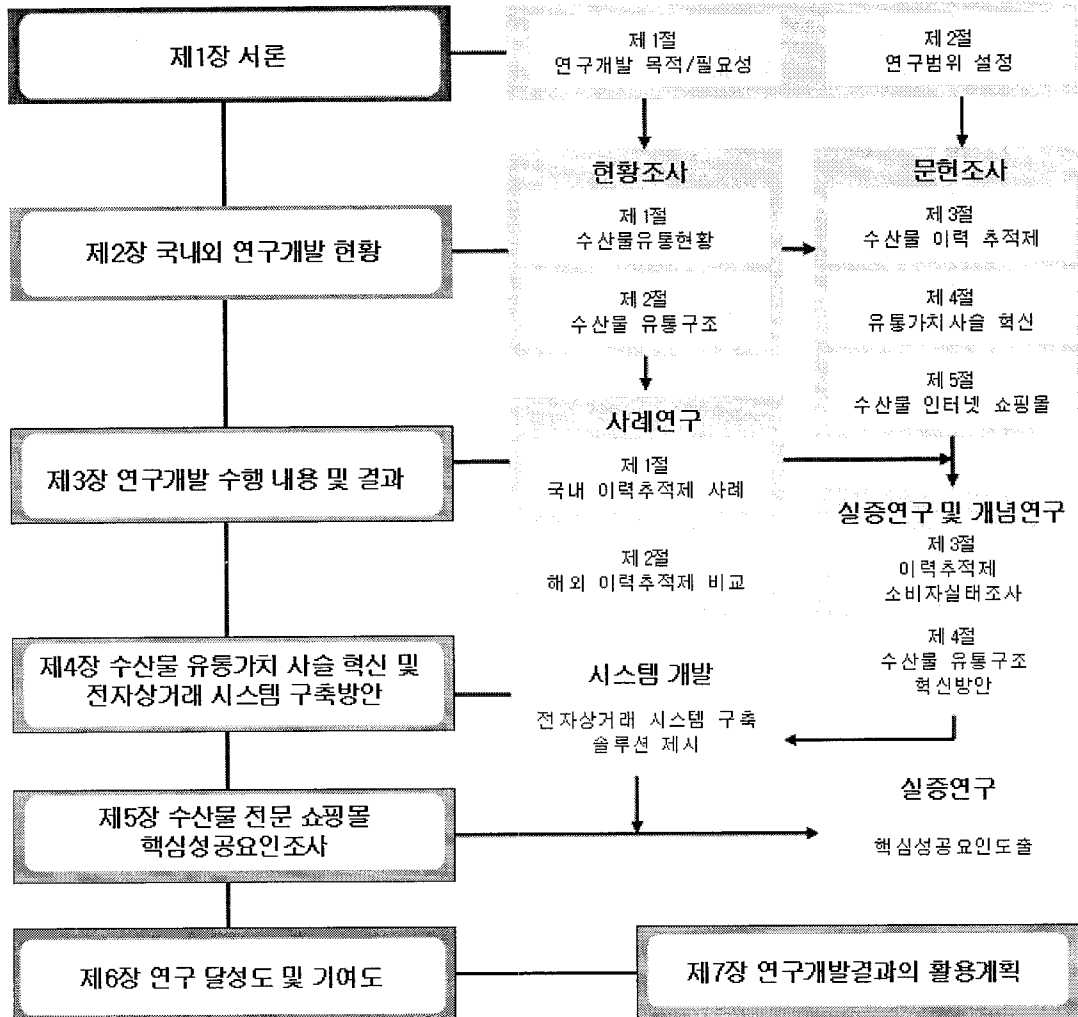 제1장 서론
제1절
연구개발 목적/필요성
제2절
연구범위 설정
제2장 국내외 연구개발 현황
현황조사
제1절
수산물유통현황
제2절
수산물 유통구조
문헌조사
제3절
수산물 이력 추적제
제4절
유통가치사슬 혁신
제5절
수산물 인터넷 쇼핑몰
제3장 연구개발 수행 내용 및 결과
사례연구
제1절
국내 이력추적제 사례
제2절
해외 이력추적제 비교
실증연구 및 개념연구
제3절
이력추적제
소비자실태조사
제4절
수산물 유통구조
혁신방안
제4장 수산물 유통가치 사슬 혁신 및
전자상거래 시스템 구축방안
시스템 개발
전자상거래 시스템 구축
솔루션 제시
제5장 수산물 전문 쇼핑몰
핵심성공요인조사
실증연구
핵심성공요인도출
제6장 연구 달성도 및 기여도
제7장 연구개발결과의 활용계획